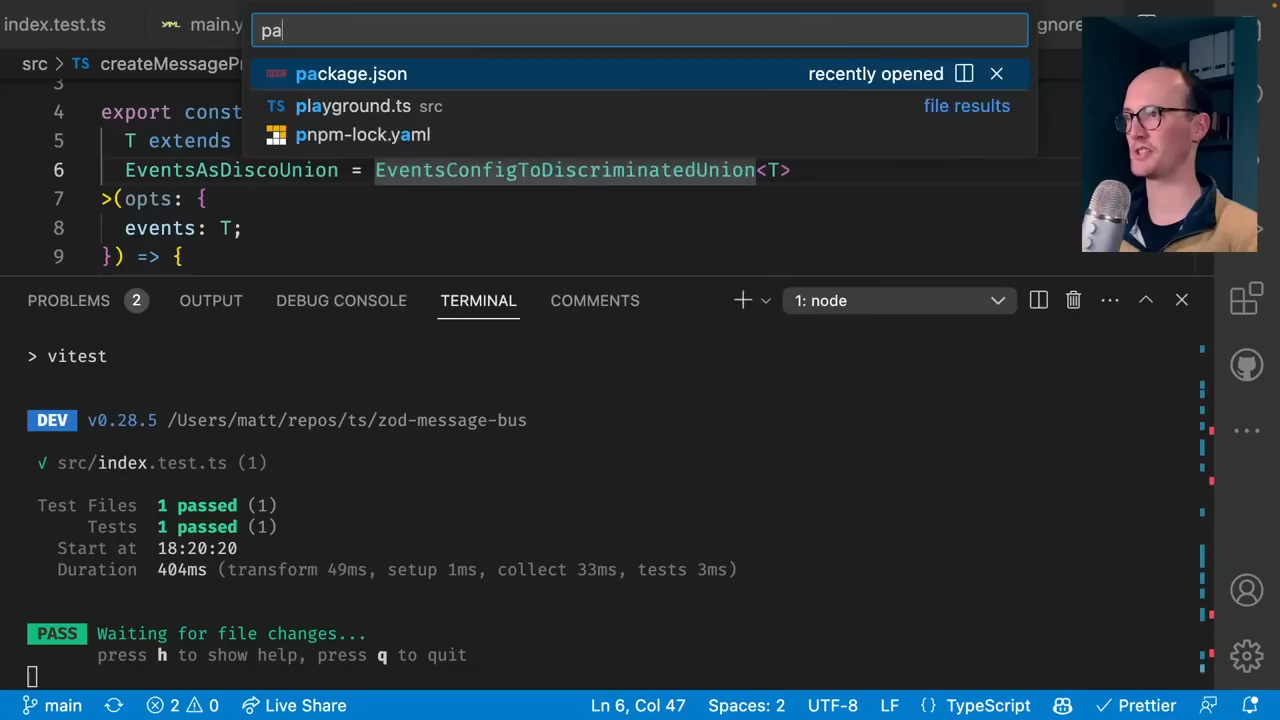 index.test.ts
main.y
pa
gnore
src > TS createMessagePr
package.json recently opened
TS playground.ts src file results
pnpm-lock.yaml
3
4 export const
5 T extends
6 EventsAsDiscoUnion = EventsConfigToDiscriminatedUnion<T>
7 >(opts: {
8 events: T;
9 }) => {
PROBLEMS 2 OUTPUT DEBUG CONSOLE TERMINAL COMMENTS 1: node
> vitest
DEV v0.28.5 /Users/matt/repos/ts/zod-message-bus
√ src/index.test.ts (1)
Test Files 1 passed (1)
Tests 1 passed (1)
Start at 18:20:20
Duration 404ms (transform 49ms, setup 1ms, collect 33ms, tests 3ms)
PASS Waiting for file changes...
press h to show help, press q to quit
main 2 0 Live Share Ln 6, Col 47 Spaces: 2 UTF-8 LF {} TypeScript Prettier